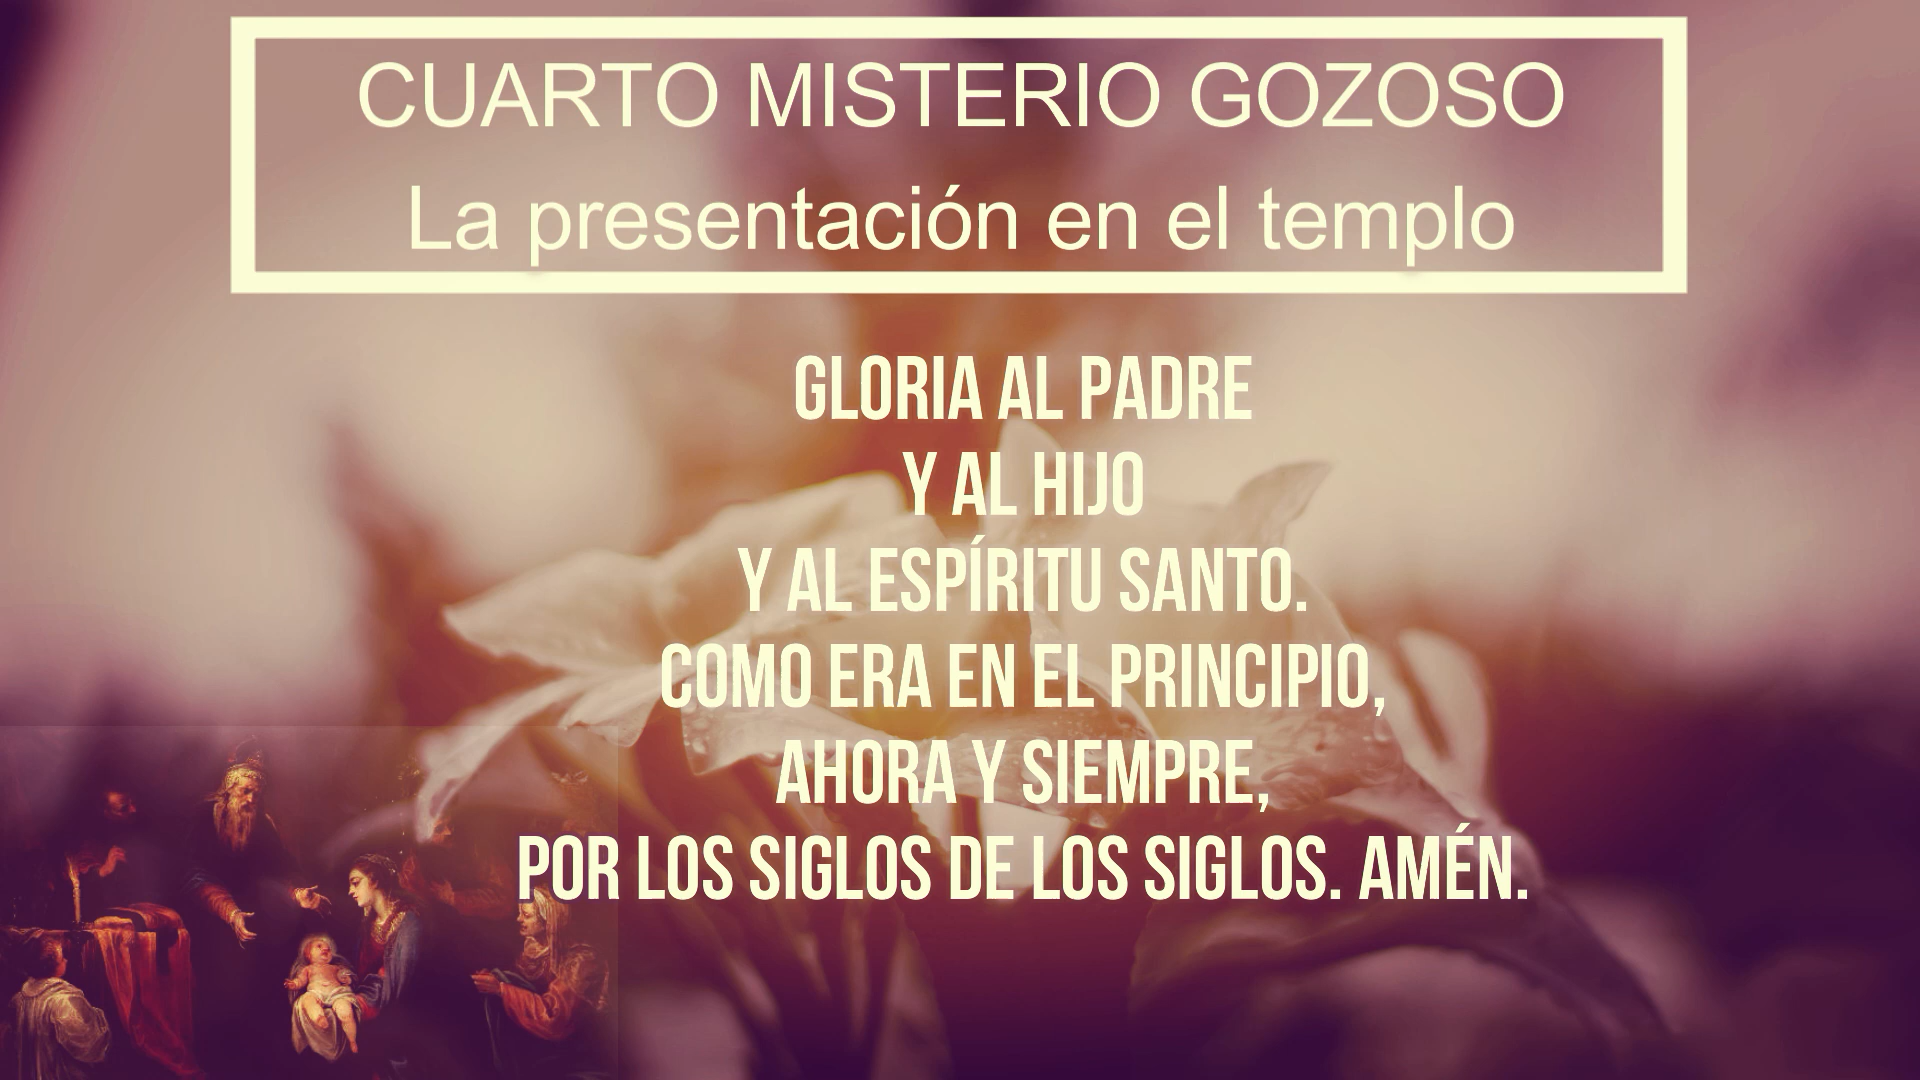 CUARTO MISTERIO GOZOSO
La presentación en el templo
GLORIA AL PADRE
Y AL HIJO
Y AL ESPÍRITU SANTO.
COMO ERA EN EL PRINCIPIO,
AHORA Y SIEMPRE,
POR LOS SIGLOS DE LOS SIGLOS. AMÉN.